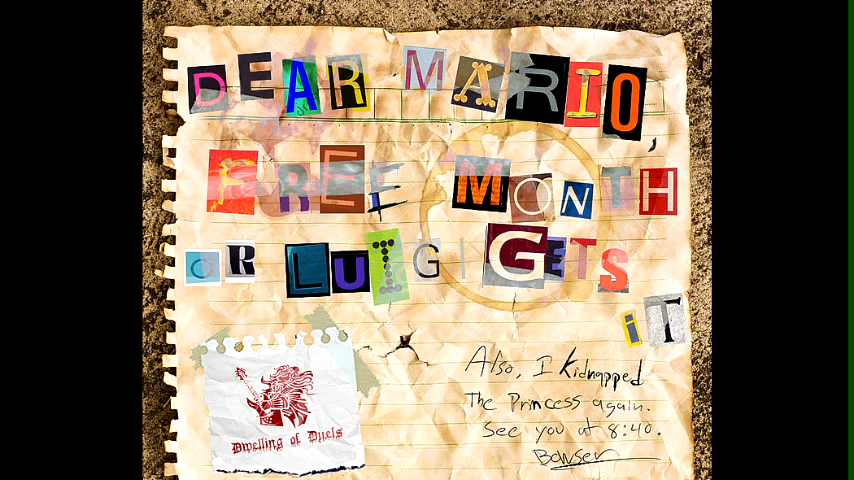 DEAR MARIO,
FREE MONTH
OR LUIGI GETS
iT
Also, I Kidnapped
The Princess again.
See you at 8:40.
Bowser
Dwelling of Duels